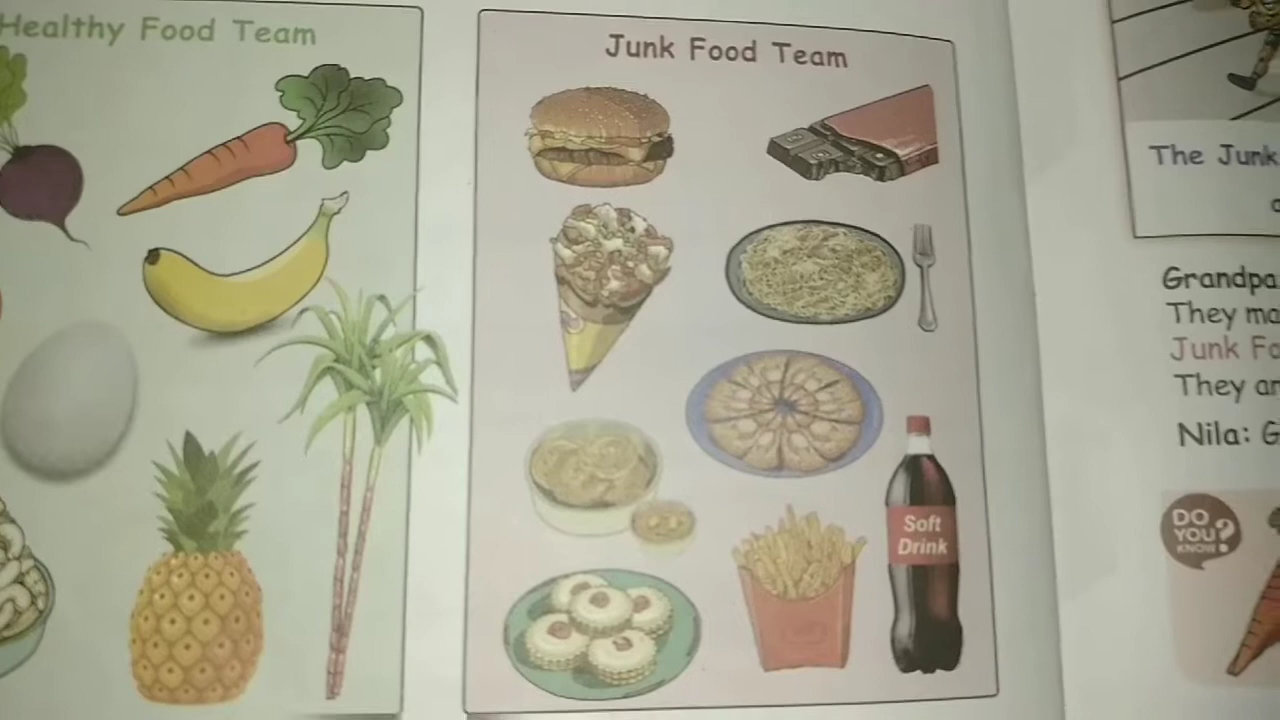 Healthy Food Team
Junk Food Team
Soft
Drink
The Junk
Grandpa
They ma
Junk Fo
They ar
Nila: G
DO
YOU
KNOW
?